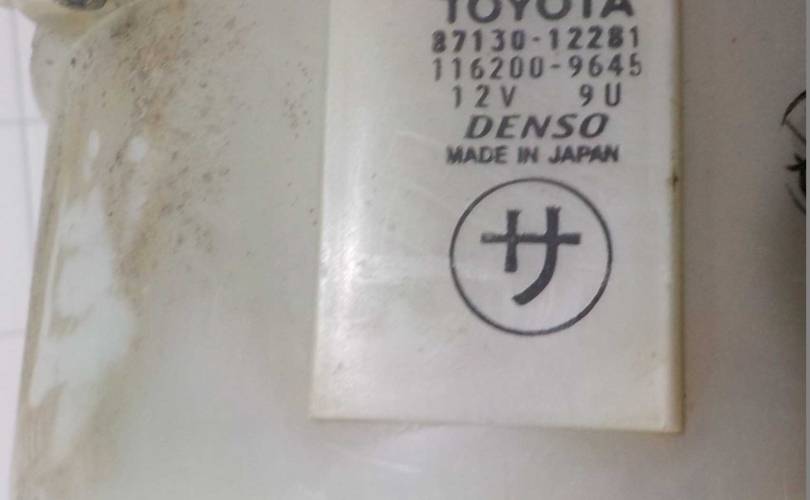 TOYOTA
87130-12281
116200-9645
12V 9U
DENSO
MADE IN JAPAN
サ